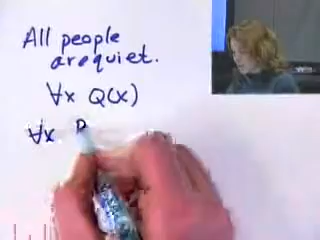 All people
are quiet.
∀x Q(x)
∀x P